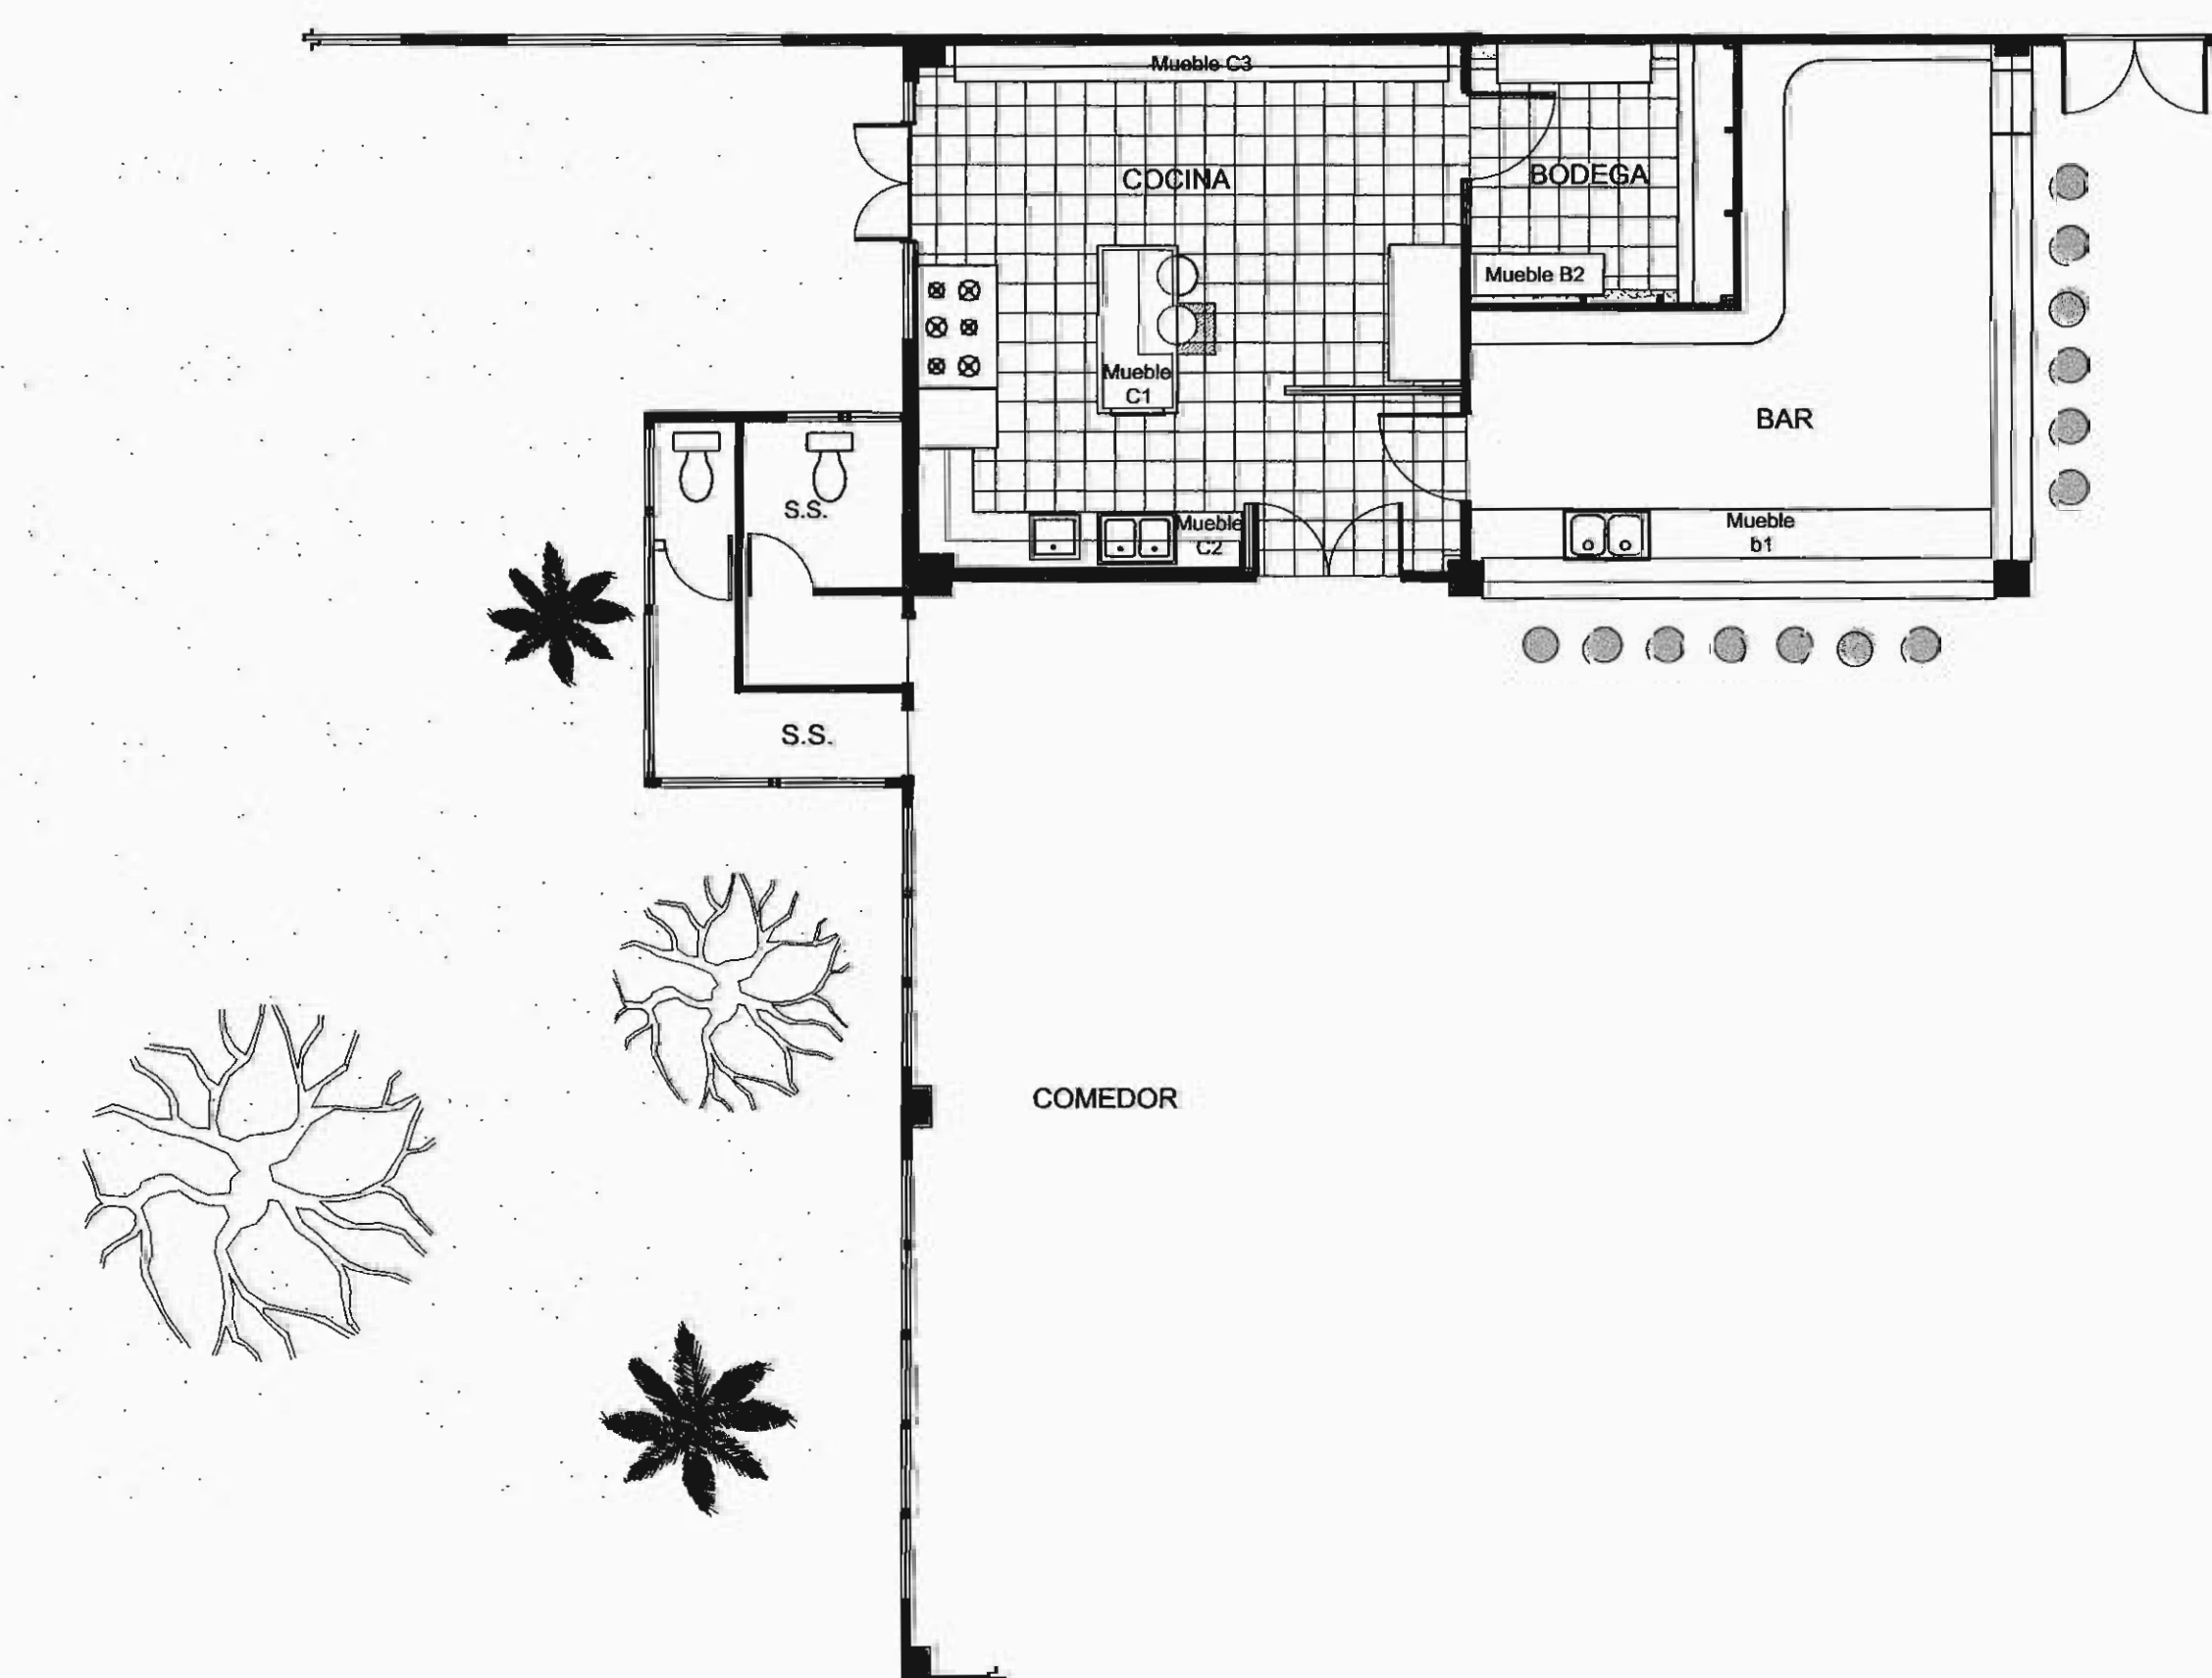 Mueble C3
COCINA
BODEGA
Mueble B2
Mueble
C1
BAR
S.S.
Mueble
C2
Mueble
b1
S.S.
COMEDOR